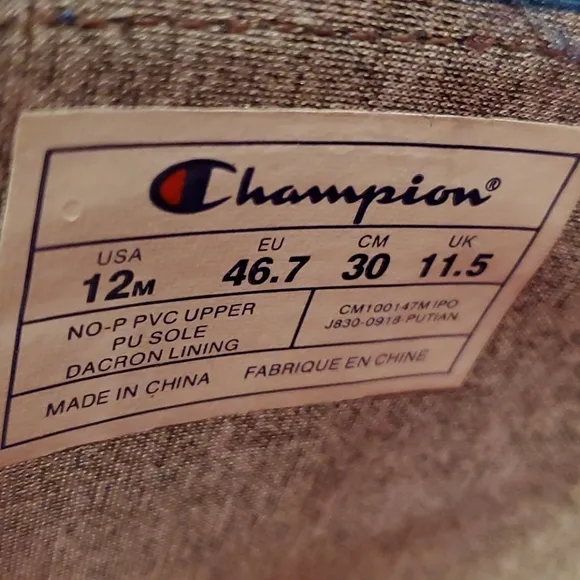 Champion®
USA EU CM UK
12M 46.7 30 11.5
NO-P PVC UPPER
PU SOLE
DACRON LINING
CM100147M IPO
J830-0918-PUTIAN
MADE IN CHINA FABRIQUE EN CHINE